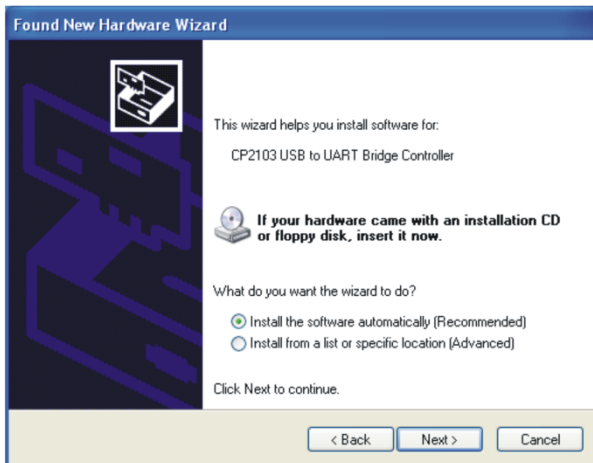 Found New Hardware Wizard
This wizard helps you install software for:
CP2103 USB to UART Bridge Controller
If your hardware came with an installation CD
or floppy disk, insert it now.
What do you want the wizard to do?
Install the software automatically (Recommended)
Install from a list or specific location (Advanced)
Click Next to continue.
< Back
Next >
Cancel